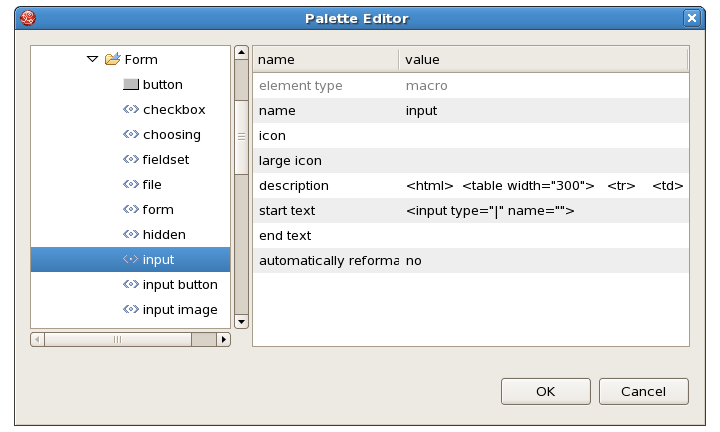 Palette Editor
Form
button
checkbox
choosing
fieldset
file
form
hidden
input
input button
input image
name value
element type macro
name input
icon
large icon
description <html> <table width="300"> <tr> <td>
start text <input type="|" name="">
end text
automatically reforma no
OK Cancel